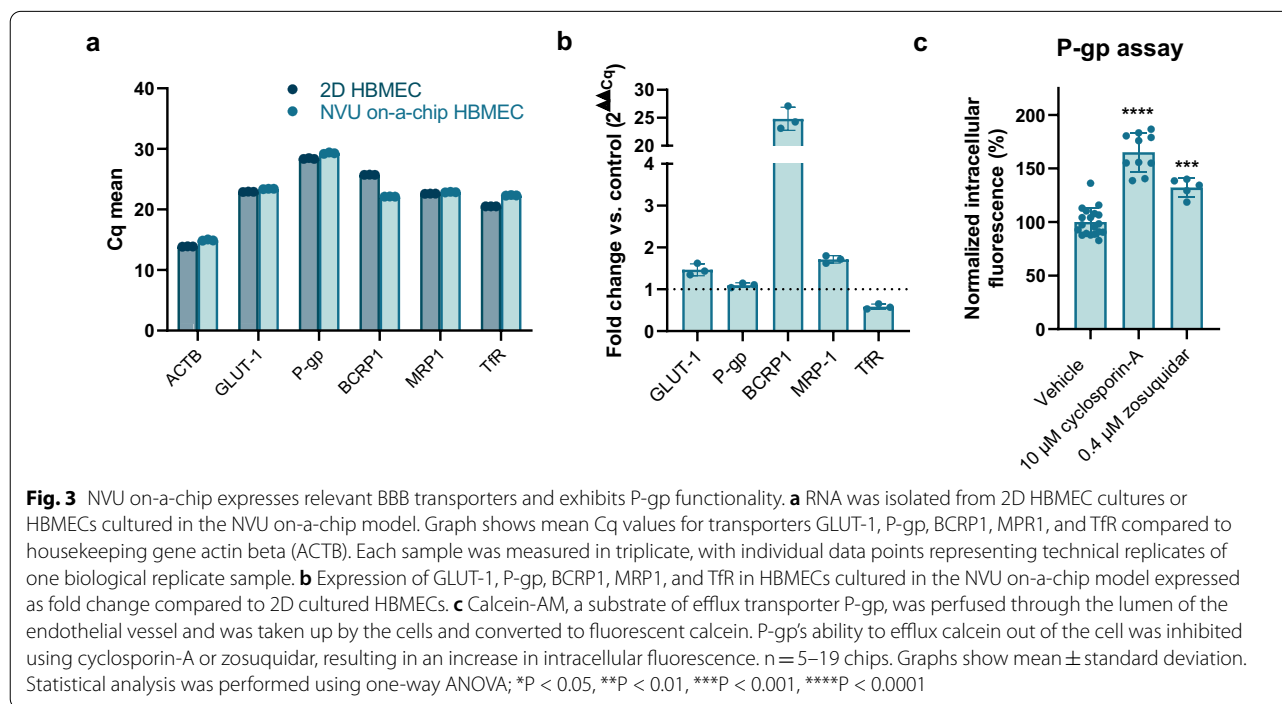 a
40
30
20
10
0
Cq mean
2D HBMEC
NVU on-a-chip HBMEC
ACTB
GLUT-1
P-gp
BCRP1
MRP1
TfR
b
Fold change vs. control (2▲▲Cq)
30
25
20
4
3
2
1
0
GLUT-1
P-gp
BCRP1
MRP-1
TfR
c
P-gp assay
Normalized intracellular
fluorescence (%)
200
150
100
50
0
****
***
Vehicle
10 µM cyclosporin-A
0.4 µM zosuquidar
Fig. 3 NVU on-a-chip expresses relevant BBB transporters and exhibits P-gp functionality. a RNA was isolated from 2D HBMEC cultures or
HBMECs cultured in the NVU on-a-chip model. Graph shows mean Cq values for transporters GLUT-1, P-gp, BCRP1, MPR1, and TfR compared to
housekeeping gene actin beta (ACTB). Each sample was measured in triplicate, with individual data points representing technical replicates of
one biological replicate sample. b Expression of GLUT-1, P-gp, BCRP1, MRP1, and TfR in HBMECs cultured in the NVU on-a-chip model expressed
as fold change compared to 2D cultured HBMECs. c Calcein-AM, a substrate of efflux transporter P-gp, was perfused through the lumen of the
endothelial vessel and was taken up by the cells and converted to fluorescent calcein. P-gp's ability to efflux calcein out of the cell was inhibited
using cyclosporin-A or zosuquidar, resulting in an increase in intracellular fluorescence. n = 5–19 chips. Graphs show mean ± standard deviation.
Statistical analysis was performed using one-way ANOVA; *P < 0.05, **P < 0.01, ***P < 0.001, ****P < 0.0001